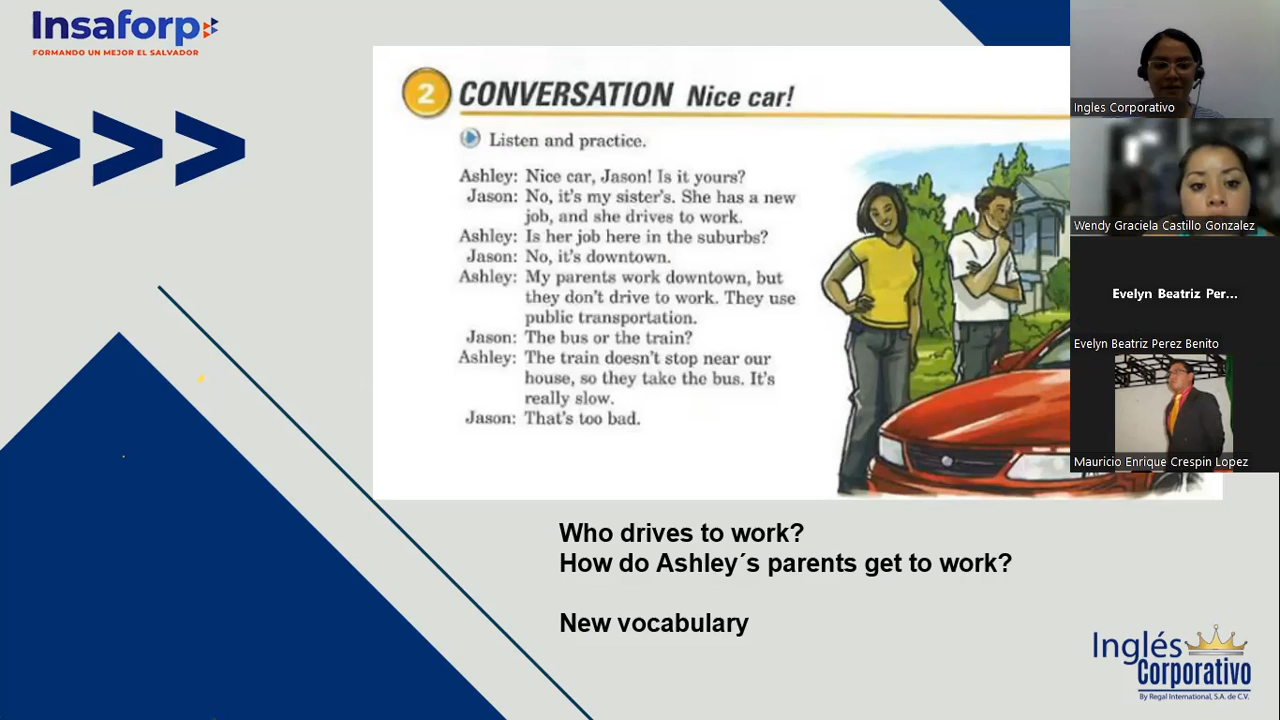 Insaforp
FORMANDO UN MEJOR EL SALVADOR
2 CONVERSATION Nice car!
Listen and practice.
Ashley: Nice car, Jason! Is it yours?
Jason: No, it's my sister's. She has a new
job, and she drives to work.
Ashley: Is her job here in the suburbs?
Jason: No, it's downtown.
Ashley: My parents work downtown, but
they don't drive to work. They use
public transportation.
Jason: The bus or the train?
Ashley: The train doesn't stop near our
house, so they take the bus. It's
really slow.
Jason: That's too bad.
Who drives to work?
How do Ashley´s parents get to work?
New vocabulary
Ingles Corporativo
Wendy Graciela Castillo Gonzalez
Evelyn Beatriz Per...
Evelyn Beatriz Perez Benito
Mauricio Enrique Crespin Lopez
Inglés
Corporativo
By Regal International, S.A. de C.V.